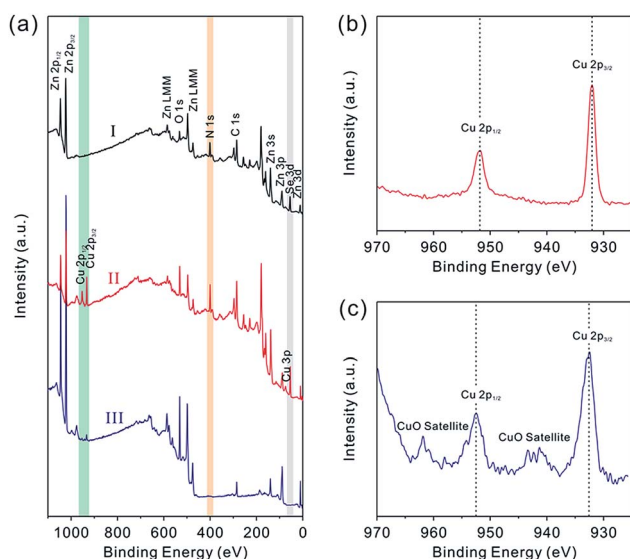 (a)
Zn 2p1/2
Zn 2p3/2
Zn LMM
O 1s
Zn LMM
N 1s
C 1s
Zn 3s
Zn 3p
Se 3d
Zn 3d
I
Cu 2p1/2
Cu 2p3/2
II
Cu 3p
III
Intensity (a.u.)
1000 800 600 400 200 0
Binding Energy (eV)
(b)
Cu 2p3/2
Cu 2p1/2
Intensity (a.u.)
970 960 950 940 930
Binding Energy (eV)
(c)
Cu 2p3/2
Cu 2p1/2
CuO Satellite
CuO Satellite
Intensity (a.u.)
970 960 950 940 930
Binding Energy (eV)